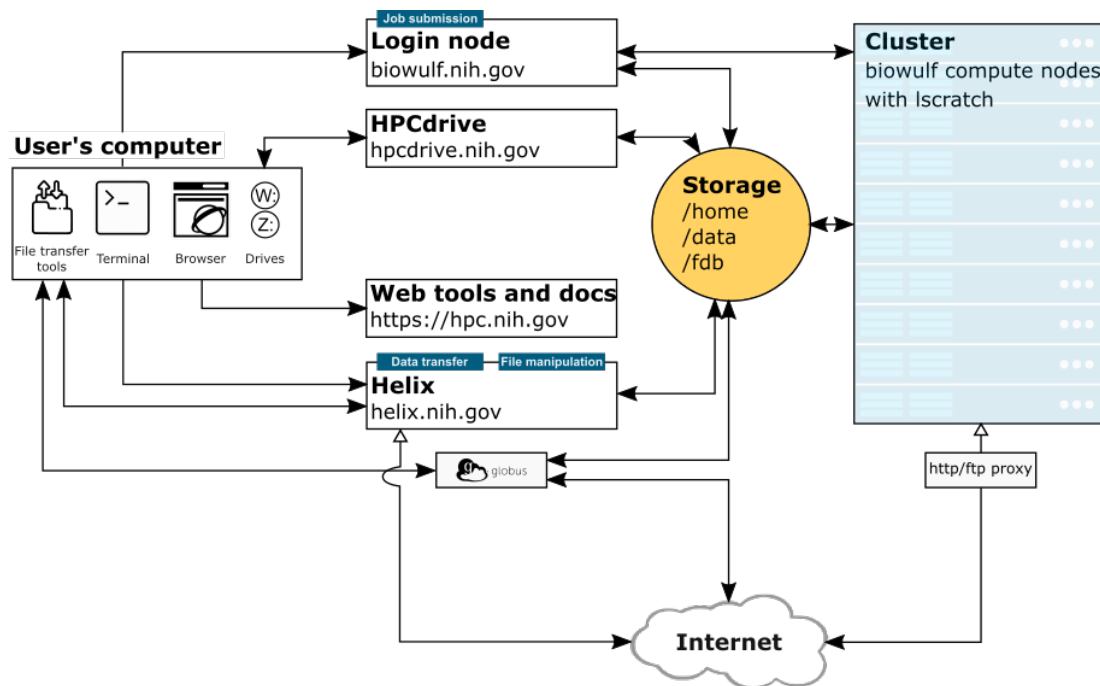 Job submission
Login node
biowulf.nih.gov
Cluster
biowulf compute nodes
with lscratch
HPCdrive
hpcdrive.nih.gov
User's computer
>_
W:
Z:
File transfer
tools
Terminal
Browser
Drives
Storage
/home
/data
/fdb
Web tools and docs
https://hpc.nih.gov
Data transfer
File manipulation
Helix
helix.nih.gov
g
globus
http/ftp proxy
Internet